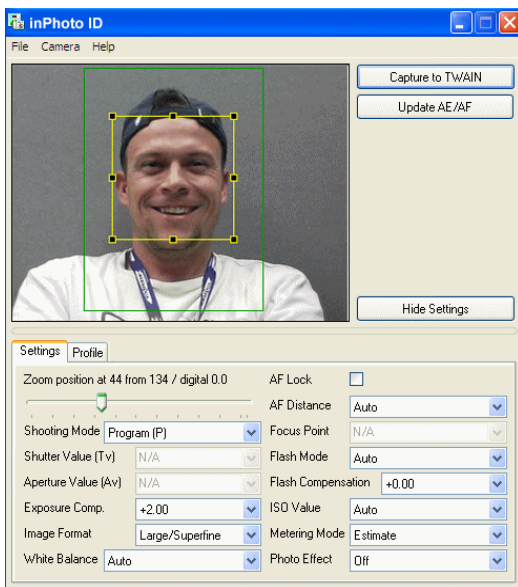 inPhoto ID
File Camera Help
Capture to TWAIN
Update AE/AF
Hide Settings
Settings Profile
Zoom position at 44 from 134 / digital 0.0
AF Lock
AF Distance Auto
Shooting Mode Program (P)
Focus Point N/A
Shutter Value (Tv) N/A
Flash Mode Auto
Aperture Value (Av) N/A
Flash Compensation +0.00
Exposure Comp. +2.00
ISO Value Auto
Image Format Large/Superfine
Metering Mode Estimate
White Balance Auto
Photo Effect Off